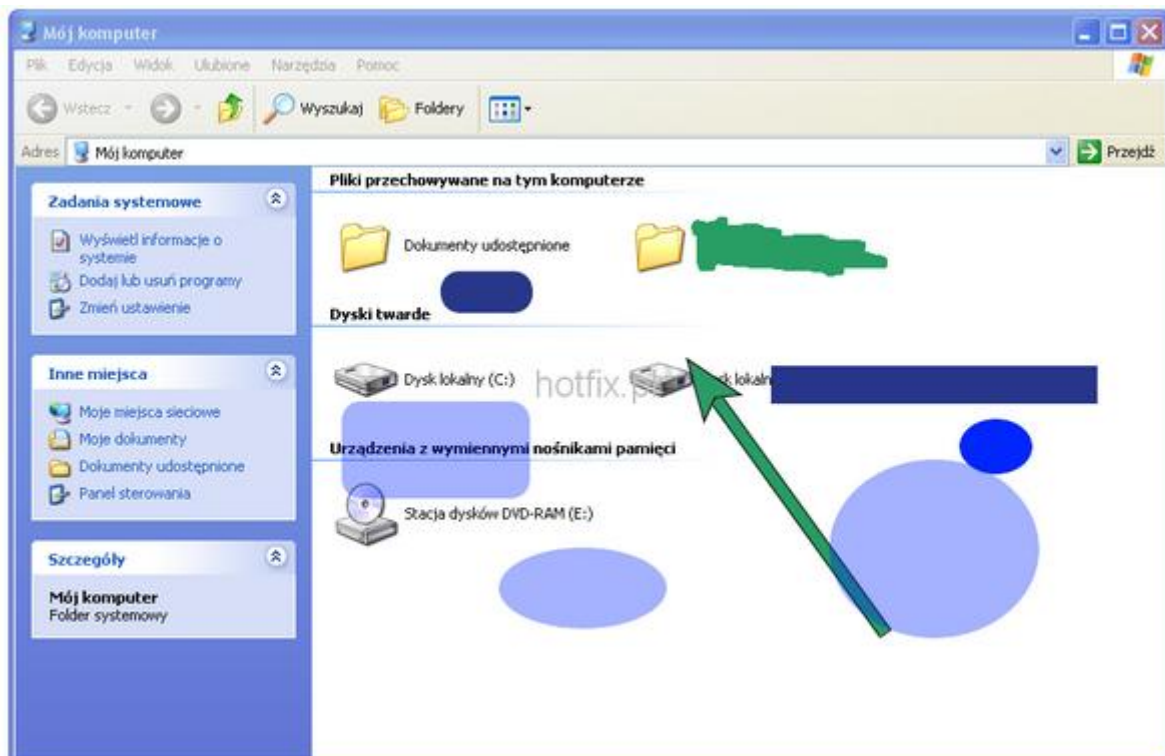 Mój komputer
Plik Edycja Widok Ulubione Narzędzia Pomoc
Wstecz Wyszukaj Foldery
Adres Mój komputer Przejdź
Zadania systemowe
Wyświetl informacje o
systemie
Dodaj lub usuń programy
Zmień ustawienie
Inne miejsca
Moje miejsca sieciowe
Moje dokumenty
Dokumenty udostępnione
Panel sterowania
Szczegóły
Mój komputer
Folder systemowy
Pliki przechowywane na tym komputerze
Dokumenty udostępnione
Dyski twarde
Dysk lokalny (C:)
Urządzenia z wymiennymi nośnikami pamięci
Stacja dysków DVD-RAM (E:)